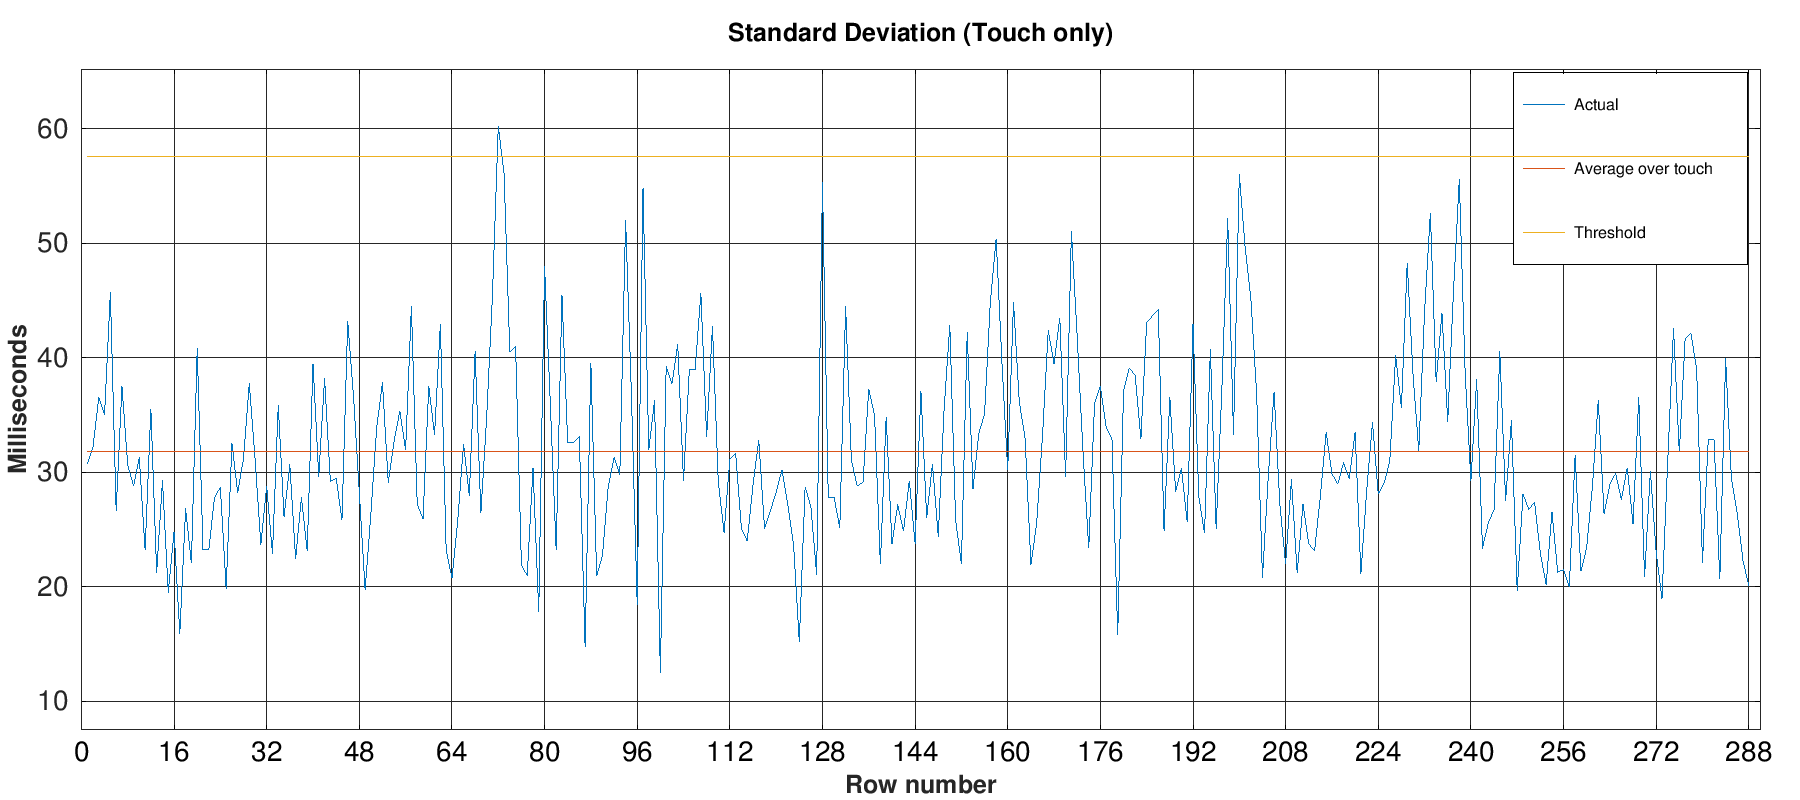 Standard Deviation (Touch only)
Actual
Average over touch
Threshold
60
50
40
30
20
10
Milliseconds
0 16 32 48 64 80 96 112 128 144 160 176 192 208 224 240 256 272 288
Row number